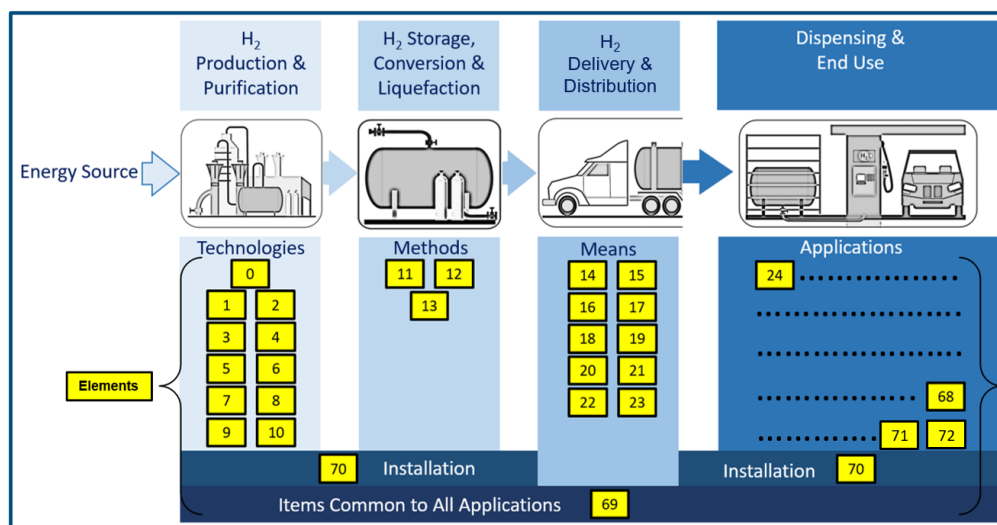 H₂
Production &
Purification
H₂ Storage,
Conversion &
Liquefaction
H₂
Delivery &
Distribution
Dispensing &
End Use
Energy Source
Technologies
Methods
Means
Applications
0
11 12
14 15
24 ..................
1 2
13
16 17
.......................
3 4
18 19
.......................
5 6
20 21
Elements
7 8
22 23
.................. 68
9 10
............. 71 72
70 Installation
Installation 70
Items Common to All Applications 69